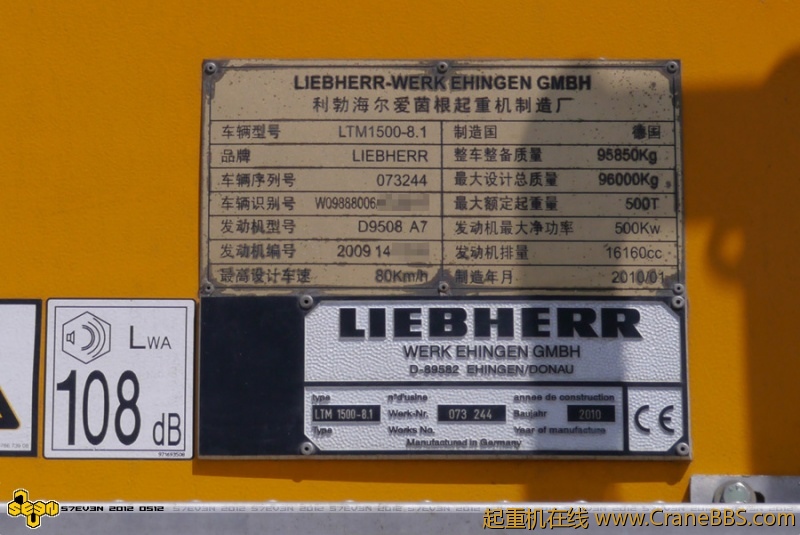 LIEBHERR-WERK EHINGEN GMBH
利勃海尔爱茵根起重机制造厂
车辆型号 LTM1500-8.1 制造国 德国
品牌 LIEBHERR 整车整备质量 95850Kg
车辆序列号 073244 最大设计总质量 96000Kg
车辆识别号 W09888006 最大额定起重量 500T
发动机型号 D9508 A7 发动机最大净功率 500Kw
发动机编号 2009 14 发动机排量 16160cc
最高设计车速 80Km/h 制造年月 2010/01
LIEBHERR
WERK EHINGEN GMBH
D-89582 EHINGEN/DONAU
type n°d'usine annee de construction
LTM 1500-8.1 Werk-Nr. 073 244 Baujahr 2010
Type Works No. Year of manufacture
Manufactured in Germany
CE
LWA
108 dB
S7EV3N 2012 0512
起重机在线 www.CraneBBS.com